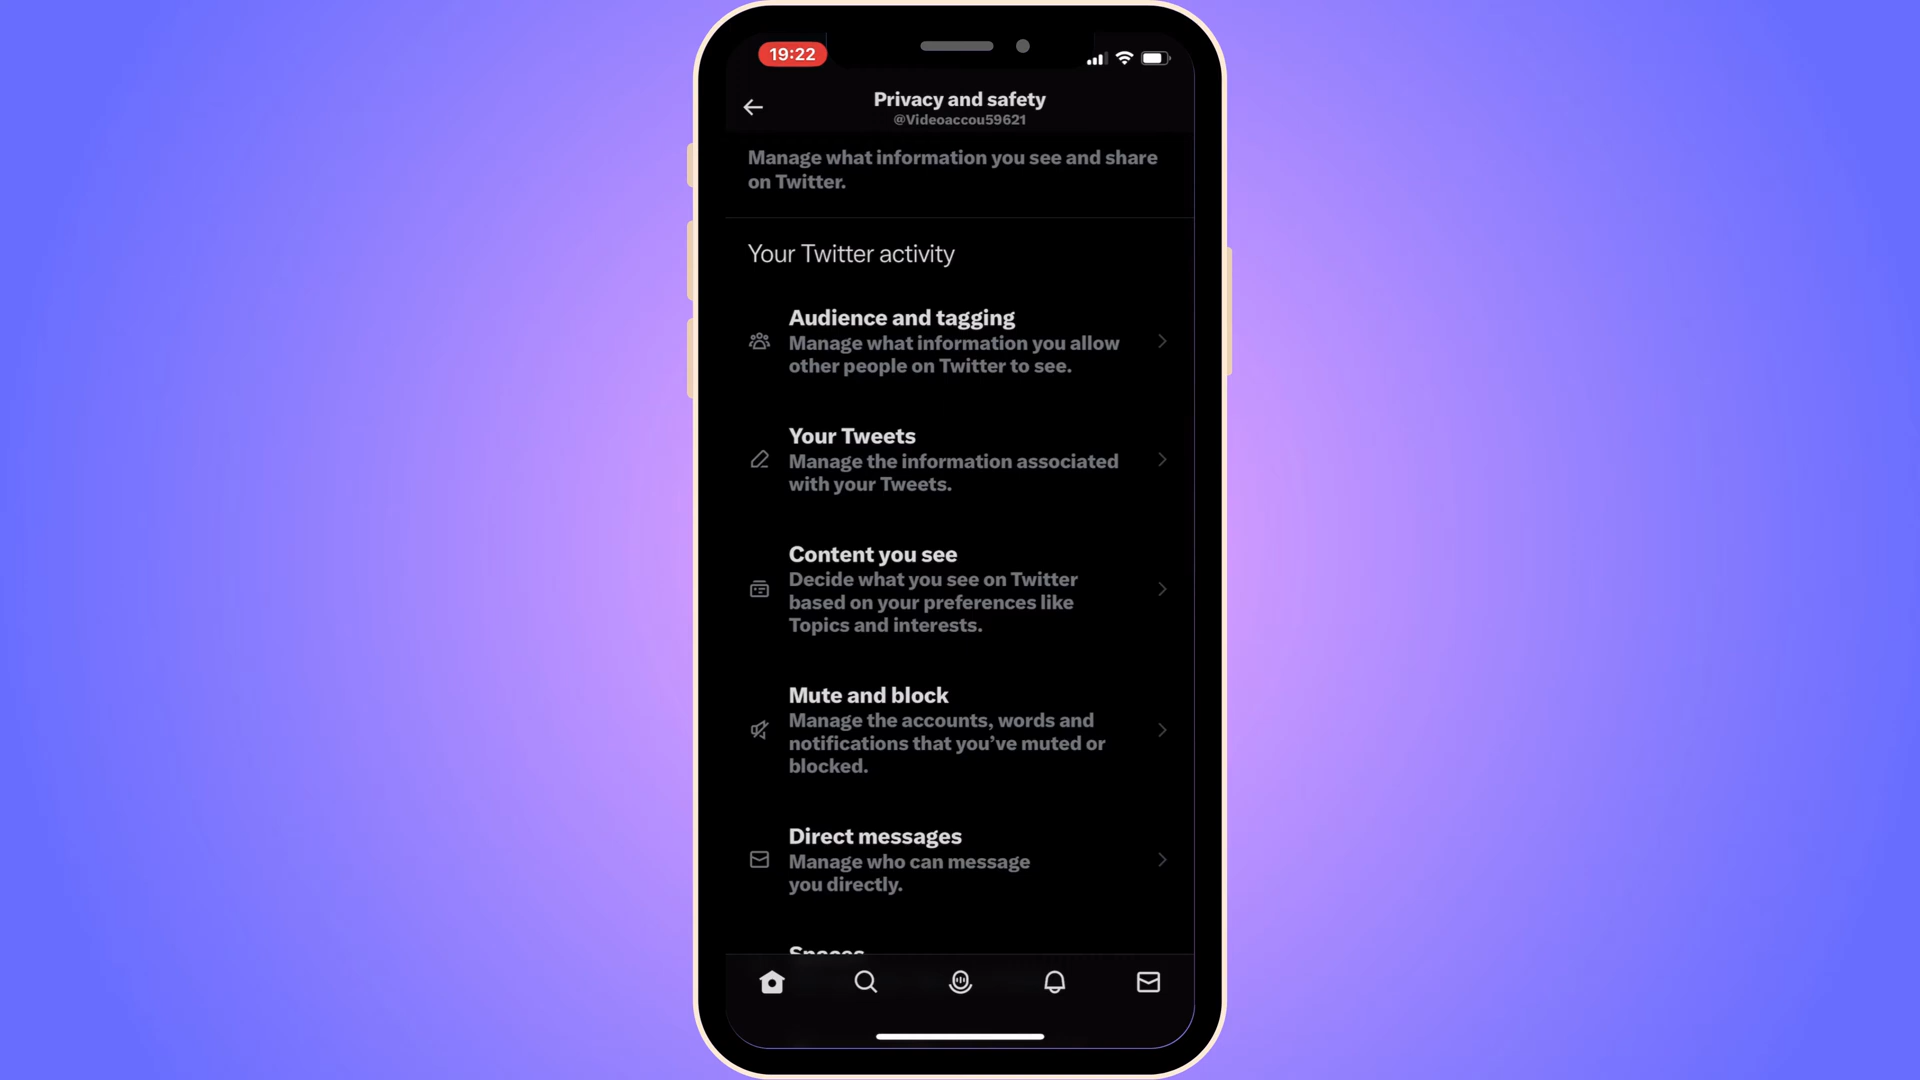 19:22
Privacy and safety
@Videoaccou59621
Manage what information you see and share
on Twitter.
Your Twitter activity
Audience and tagging
Manage what information you allow
other people on Twitter to see.
Your Tweets
Manage the information associated
with your Tweets.
Content you see
Decide what you see on Twitter
based on your preferences like
Topics and interests.
Mute and block
Manage the accounts, words and
notifications that you’ve muted or
blocked.
Direct messages
Manage who can message
you directly.
Spaces